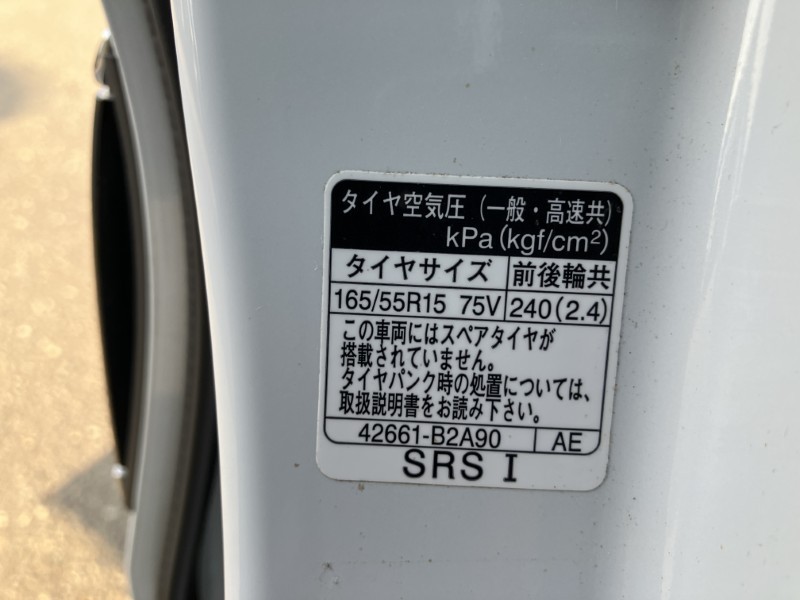 タイヤ空気圧（一般・高速共）
kPa(kgf/cm²)
タイヤサイズ 前後輪共
165/55R15 75V 240(2.4)
この車両にはスペアタイヤが
搭載されていません。
タイヤパンク時の処置については、
取扱説明書をお読み下さい。
42661-B2A90 AE
SRS I